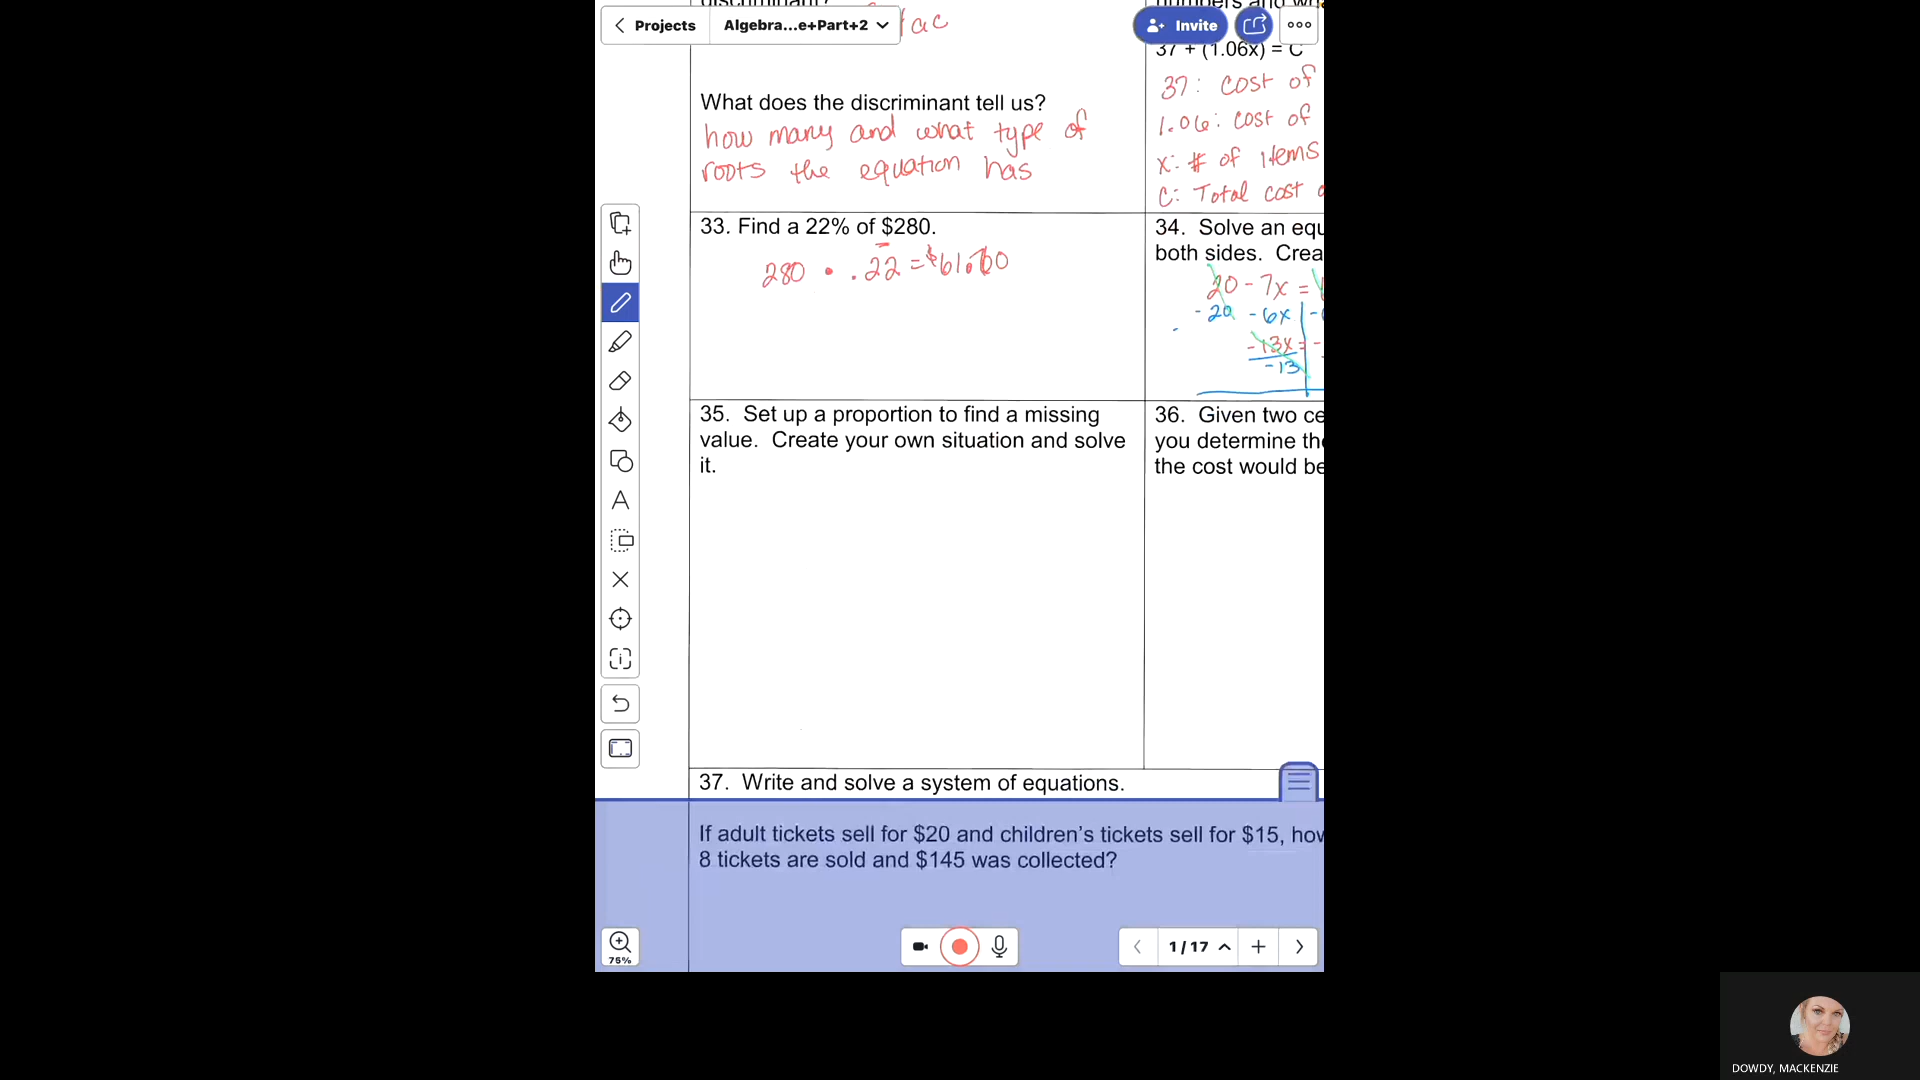 Projects
Algebra...e+Part+2
Invite
ac
37 + (1.06x) = C
37: cost of
What does the discriminant tell us?
how many and what type of
roots the equation has
1.06: cost of
x: # of items
C: Total cost
33. Find a 22% of $280.
280 • .22 = $61.60
34. Solve an equ
both sides. Crea
20 - 7x =
- 20 - 6x
-13x = -
-13
35. Set up a proportion to find a missing
value. Create your own situation and solve
it.
36. Given two ce
you determine the
the cost would be
37. Write and solve a system of equations.
If adult tickets sell for $20 and children's tickets sell for $15, how
8 tickets are sold and $145 was collected?
75%
1 / 17
DOWDY, MACKENZIE